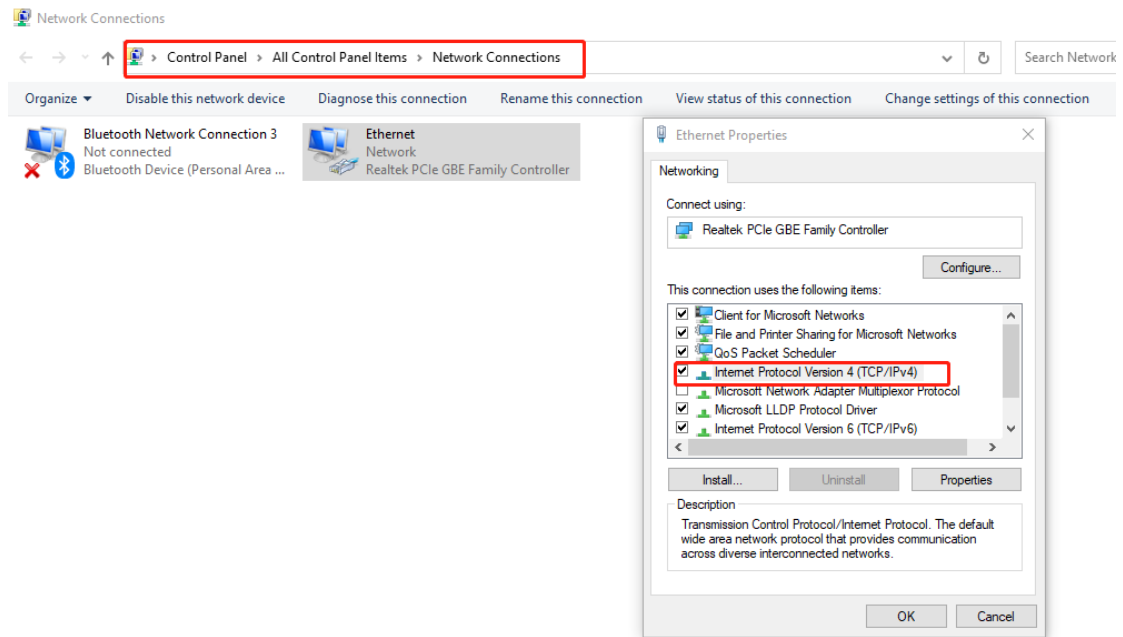 Network Connections
Control Panel > All Control Panel Items > Network Connections
Search Network
Organize
Disable this network device
Diagnose this connection
Rename this connection
View status of this connection
Change settings of this connection
Bluetooth Network Connection 3
Not connected
Bluetooth Device (Personal Area ...
Ethernet
Network
Realtek PCIe GBE Family Controller
Ethernet Properties
Networking
Connect using:
Realtek PCIe GBE Family Controller
Configure...
This connection uses the following items:
Client for Microsoft Networks
File and Printer Sharing for Microsoft Networks
QoS Packet Scheduler
Internet Protocol Version 4 (TCP/IPv4)
Microsoft Network Adapter Multiplexor Protocol
Microsoft LLDP Protocol Driver
Internet Protocol Version 6 (TCP/IPv6)
Install...
Uninstall
Properties
Description
Transmission Control Protocol/Internet Protocol. The default
wide area network protocol that provides communication
across diverse interconnected networks.
OK
Cancel